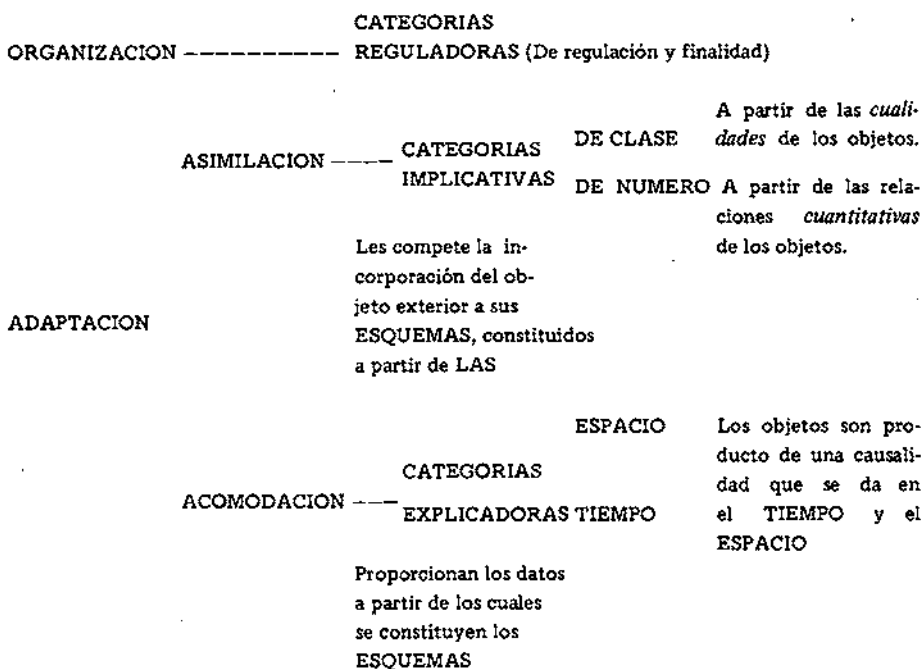 CATEGORIAS
ORGANIZACION ---------- REGULADORAS (De regulación y finalidad)
A partir de las cuali-
DE CLASE dades de los objetos.
ASIMILACION ---- CATEGORIAS
IMPLICATIVAS
DE NUMERO A partir de las rela-
ciones cuantitativas
de los objetos.
Les compete la in-
corporación del ob-
jeto exterior a sus
ESQUEMAS, constituidos
a partir de LAS
ADAPTACION
ESPACIO Los objetos son pro-
ducto de una causali-
dad que se da en
el TIEMPO y el
ESPACIO
CATEGORIAS
ACOMODACION ---
EXPLICADORAS TIEMPO
Proporcionan los datos
a partir de los cuales
se constituyen los
ESQUEMAS